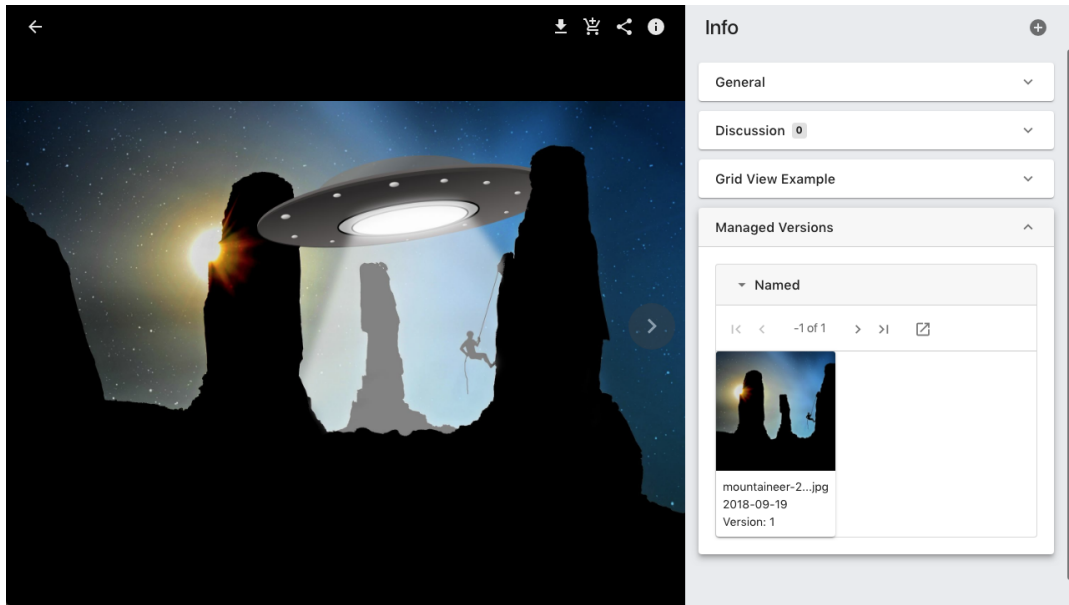 Info
General
Discussion 0
Grid View Example
Managed Versions
Named
-1 of 1
mountaineer-2...jpg
2018-09-19
Version: 1